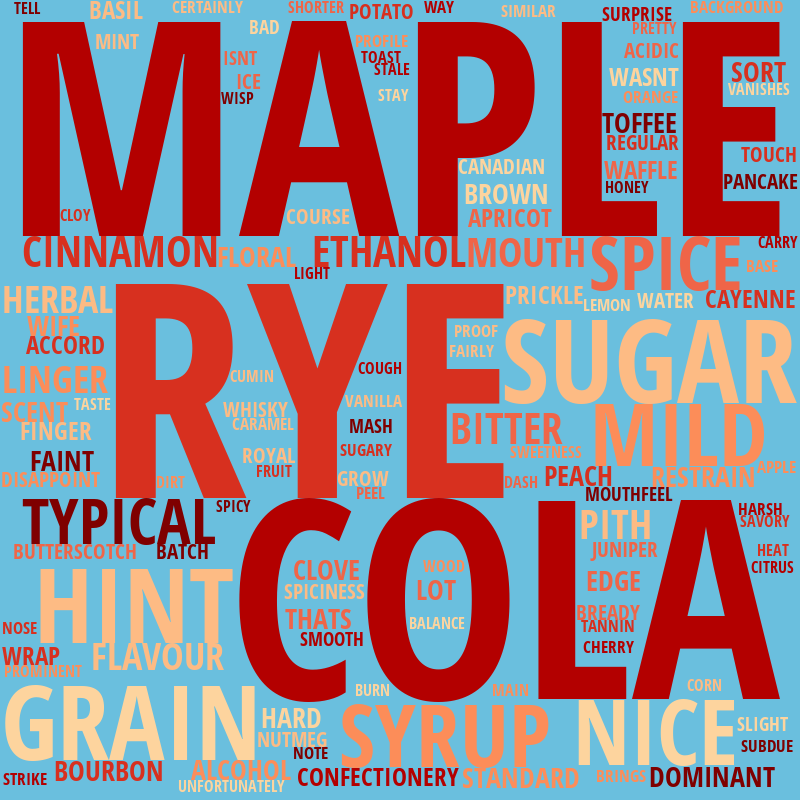 TELL BASIL CERTAINLY SHORTER POTATO WAY SIMILAR SURPRISE BACKGROUND
MINT BAD PROFILE PRETTY
ISNT TOAST ACIDIC
ICE STALE WASNT SORT
WISP STAY ORANGE VANISHES
MAPLE
TOFFEE
REGULAR TOUCH
CANADIAN WAFFLE
BROWN HONEY PANCAKE
CLOY COURSE APRICOT
CINNAMON FLORAL ETHANOL MOUTH SPICE CARRY
LIGHT BASE
HERBAL PRICKLE LEMON WATER CAYENNE
WIFE PROOF
ACCORD FAIRLY
RYE SUGAR
LINGER CUMIN COUGH
SCENT TASTE WHISKY VANILLA
FINGER CARAMEL MASH BITTER MILD
FAINT ROYAL SUGARY SWEETNESS
DISAPPOINT DIRT FRUIT GROW DASH PEACH RESTRAIN APPLE
PEEL MOUTHFEEL
TYPICAL SPICY HARSH
PITH SAVORY
BUTTERSCOTCH BATCH JUNIPER HEAT
COLA
CLOVE WOOD CITRUS
HINT SPICINESS LOT EDGE
THATS BREADY
NOSE BALANCE TANNIN
WRAP FLAVOUR SMOOTH CHERRY
PROMINENT
GRAIN BURN MAIN CORN
HARD SYRUP NICE SLIGHT
NUTMEG SUBDUE
NOTE
STRIKE BOURBON ALCOHOL CONFECTIONERY STANDARD BRINGS DOMINANT
UNFORTUNATELY